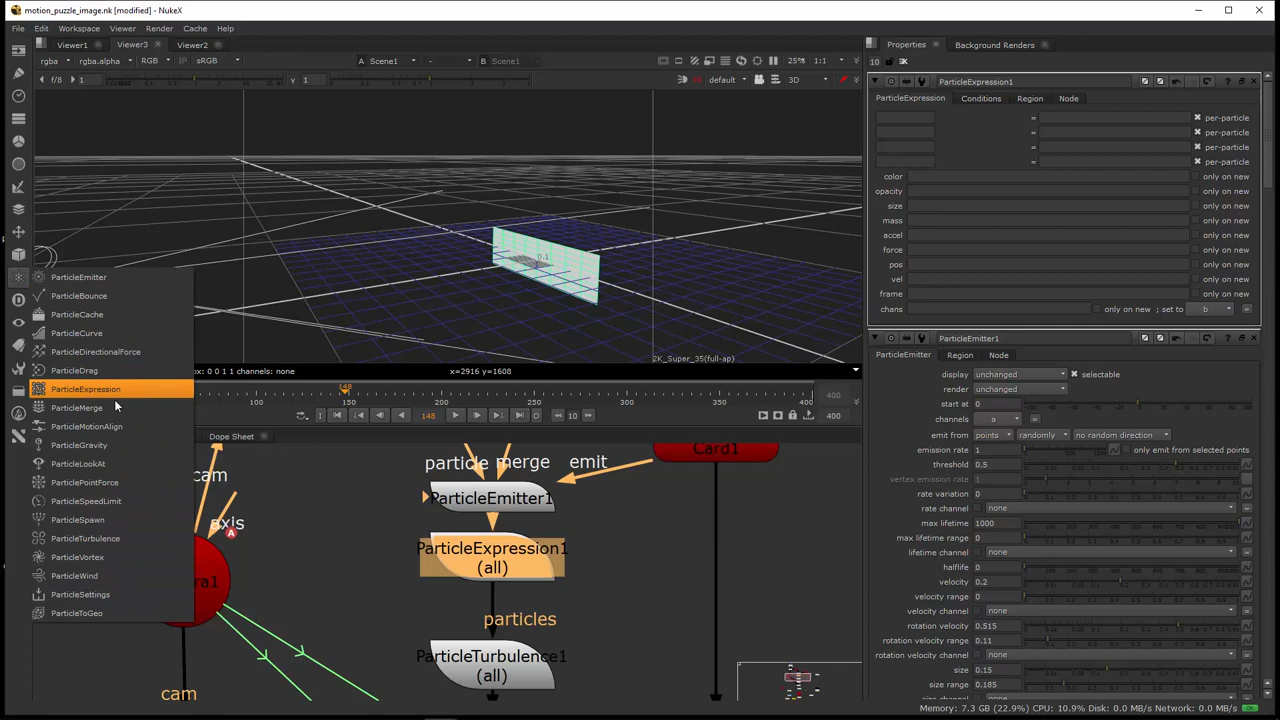 motion_puzzle_image.nk [modified] - NukeX
File Edit Workspace Viewer Render Cache Help
Viewer1 Viewer3 Viewer2
rgba rgba.alpha RGB sRGB A Scene1 - B Scene1 25% 1:1
f/8 1 Y 1 default 3D
0.1
2K_Super_35(full-ap)
ParticleEmitter
ParticleBounce
ParticleCache
ParticleCurve
ParticleDirectionalForce
ParticleDrag
ParticleExpression
ParticleMerge
ParticleMotionAlign
ParticleGravity
ParticleLookAt
ParticlePointForce
ParticleSpeedLimit
ParticleSpawn
ParticleTurbulence
ParticleVortex
ParticleWind
ParticleSettings
ParticleToGeo
px: 0 0 1 1 channels: none x=2916 y=1608
148
100 150 200 250 300 400
148 10 400
Dope Sheet
particle merge emit
Card1
cam
axis
A
ra1
cam
ParticleEmitter1
ParticleExpression1
(all)
particles
ParticleTurbulence1
(all)
Properties Background Renders
10
ParticleExpression1
ParticleExpression Conditions Region Node
= per-particle
= per-particle
= per-particle
= per-particle
color only on new
opacity only on new
size only on new
mass only on new
accel only on new
force only on new
pos only on new
vel only on new
frame only on new
chans only on new ; set to b =
ParticleEmitter1
ParticleEmitter Region Node
display unchanged selectable
render unchanged
start at 0
channels a =
emit from points randomly no random direction
emission rate 1 only emit from selected points
threshold 0.5
vertex emission rate 1
rate variation 0
rate channel none =
max lifetime 1000
max lifetime range 0
lifetime channel none =
halflife 0
velocity 0.2
velocity range 0
velocity channel none =
rotation velocity 0.515
rotation velocity range 0.11
rotation velocity channel none =
size 0.15
size range 0.185
Memory: 7.3 GB (22.9%) CPU: 10.9% Disk: 0.0 MB/s Network: 0.0 MB/s